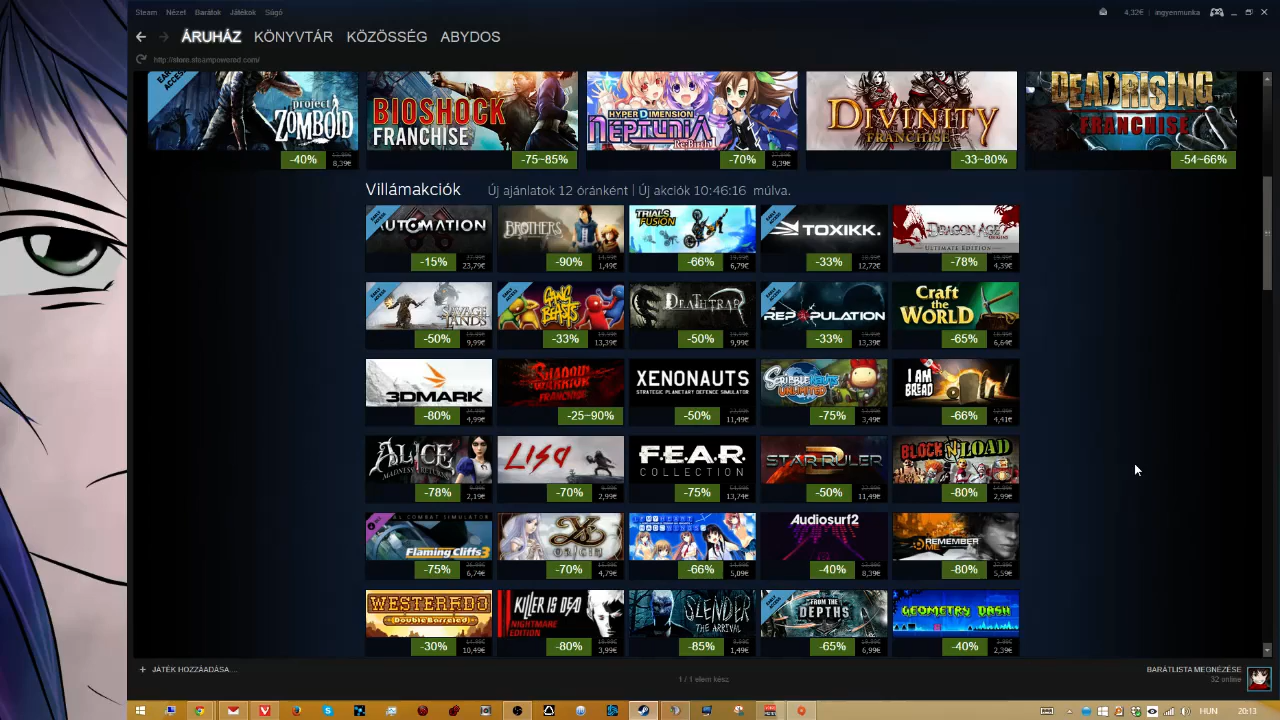 Steam Nézet Barátok Játékok Súgó
4,32€ ingyenmunka
ÁRUHÁZ KÖNYVTÁR KÖZÖSSÉG ABYDOS
http://store.steampowered.com/
project ZOMBOID
BIOSHOCK FRANCHISE
HYPERDIMENSION NEPTUNIA Re;Birth1
DIVINITY FRANCHISE
DEADRISING FRANCHISE
-40% 8,39€
-75~85%
-70% 8,39€
-33~80%
-54~66%
Villámakciók Új ajánlatok 12 óránként | Új akciók 10:46:16 múlva.
AUTOMATION
BROTHERS
TRIALS FUSION
TOXIKK.
DRAGON AGE
ULTIMATE EDITION
-15% 23,79€
-90% 1,49€
-66% 6,79€
-33% 12,72€
-78% 4,39€
SAVAGE LANDS
GANG BEASTS
DEATHTRAP
REPOPULATION
Craft the WORLD
-50% 9,99€
-33% 13,39€
-50% 9,99€
-33% 13,39€
-65% 6,64€
3DMARK
SHADOW WARRIOR FRANCHISE
XENONAUTS
STRATEGIC PLANETARY DEFENCE SIMULATOR
SCRIBBLENAUTS UNLIMITED
I AM BREAD
-80% 4,99€
-25~90%
-50% 11,49€
-75% 3,49€
-66% 4,41€
ALICE
MADNESS RETURNS
LISA
F.E.A.R.
COLLECTION
STAR RULER 2
BLOCK N LOAD
-78% 2,19€
-70% 2,99€
-75% 13,74€
-50% 11,49€
-80% 2,99€
Flaming Cliffs 3
Ys ORIGIN
Audiosurf2
REMEMBER ME
-75% 6,74€
-70% 4,79€
-66% 5,09€
-40% 8,39€
-80% 5,59€
WESTERADO
Double Barreled
KILLER IS DEAD
NIGHTMARE EDITION
SLENDER
THE ARRIVAL
FROM THE DEPTHS
GEOMETRY DASH
-30% 10,49€
-80% 3,99€
-85% 1,49€
-65% 6,99€
-40% 2,39€
+ JÁTÉK HOZZÁADÁSA...
1 / 1 elem kész
BARÁTLISTA MEGNÉZÉSE
32 online
HUN 20:13